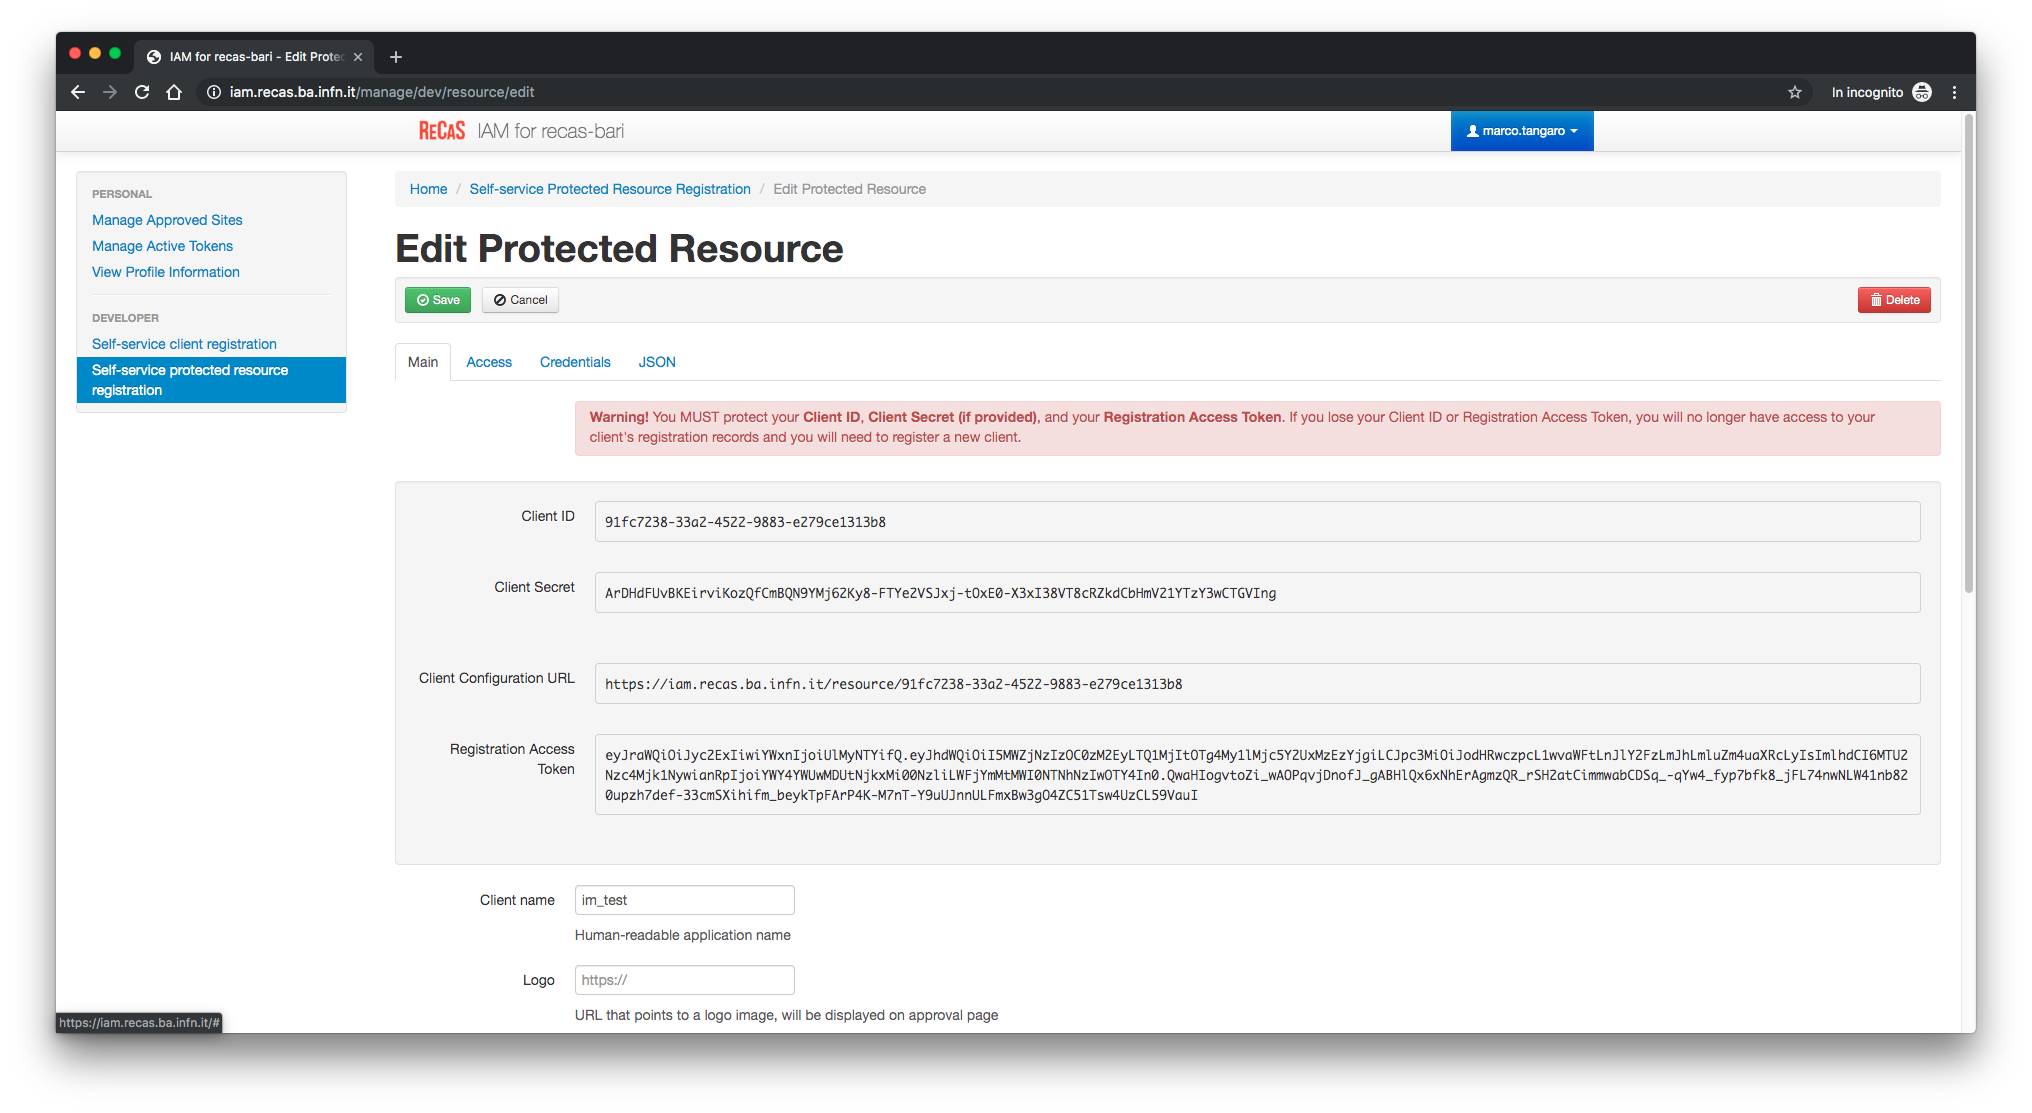 IAM for recas-bari - Edit Protec
iam.recas.ba.infn.it/manage/dev/resource/edit
In incognito
RECAS IAM for recas-bari
marco.tangaro
PERSONAL
Manage Approved Sites
Manage Active Tokens
View Profile Information
DEVELOPER
Self-service client registration
Self-service protected resource
registration
Home / Self-service Protected Resource Registration / Edit Protected Resource
Edit Protected Resource
Save
Cancel
Delete
Main
Access
Credentials
JSON
Warning! You MUST protect your Client ID, Client Secret (if provided), and your Registration Access Token. If you lose your Client ID or Registration Access Token, you will no longer have access to your
client's registration records and you will need to register a new client.
Client ID
91fc7238-33a2-4522-9883-e279ce1313b8
Client Secret
ArDHdFUvBKEirviKozQfCmBQN9YMj62Ky8-FTYe2VSJxj-tOxE0-X3xI38VT8cRZkdCbHmV21YTzY3wCTGVIng
Client Configuration URL
https://iam.recas.ba.infn.it/resource/91fc7238-33a2-4522-9883-e279ce1313b8
Registration Access
Token
eyJraWQiOiJyc2ExIiwiYWxnIjoiUlMyNTYifQ.eyJhdWQiOiI5MWZjNzIzOC0zM2EyLTQ1MjItOTg4My1lMjc5Y2UxMzEzYjgiLCJpc3MiOiJodHRwczpcL1wvaWFtLnJlY2FzLmJhLmluZm4uaXRcLyIsImlhdCI6MTU2
Nzc4Mjk1NywianRpIjoiYWY4YWUwMDUtNjkxMi00NzliLWFjYmMtMWI0NTNhNzIwOTY4In0.QwaHIogvtoZi_wAOPqvjDnofJ_gABHlQx6xNhErAgmzQR_rSH2atCimmwabCDSq_-qYw4_fyp7bfk8_jFL74nwNLW41nb82
0upzh7def-33cmSXihifm_beykTpFArP4K-M7nT-Y9uUJnnULFmxBw3gO4ZC51Tsw4UzCL59VauI
Client name
im_test
Human-readable application name
Logo
https://
URL that points to a logo image, will be displayed on approval page
https://iam.recas.ba.infn.it/#